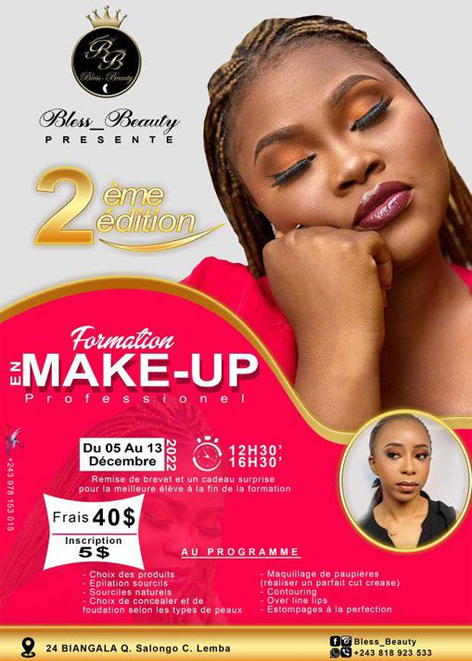 BB
Bless-Beauty
Bless_Beauty
PRESENTE
2ème
édition
Formation
EN MAKE-UP
Professionel
Du 05 Au 13
Décembre
2022
12H30'
16H30'
Remise de brevet et un cadeau surprise
pour la meilleure élève à la fin de la formation
+243 978 153 015
Frais 40$
Inscription
5$
AU PROGRAMME
- Choix des produits
- Epilation sourcils
- Sourciles naturels
- Choix de concealer et de
foudation selon les types de peaux
- Maquillage de paupières
(réaliser un parfait cut crease)
- Contouring
- Over line lips
- Estompages à la perfection
24 BIANGALA Q. Salongo C. Lemba
Bless_Beauty
+243 818 923 533